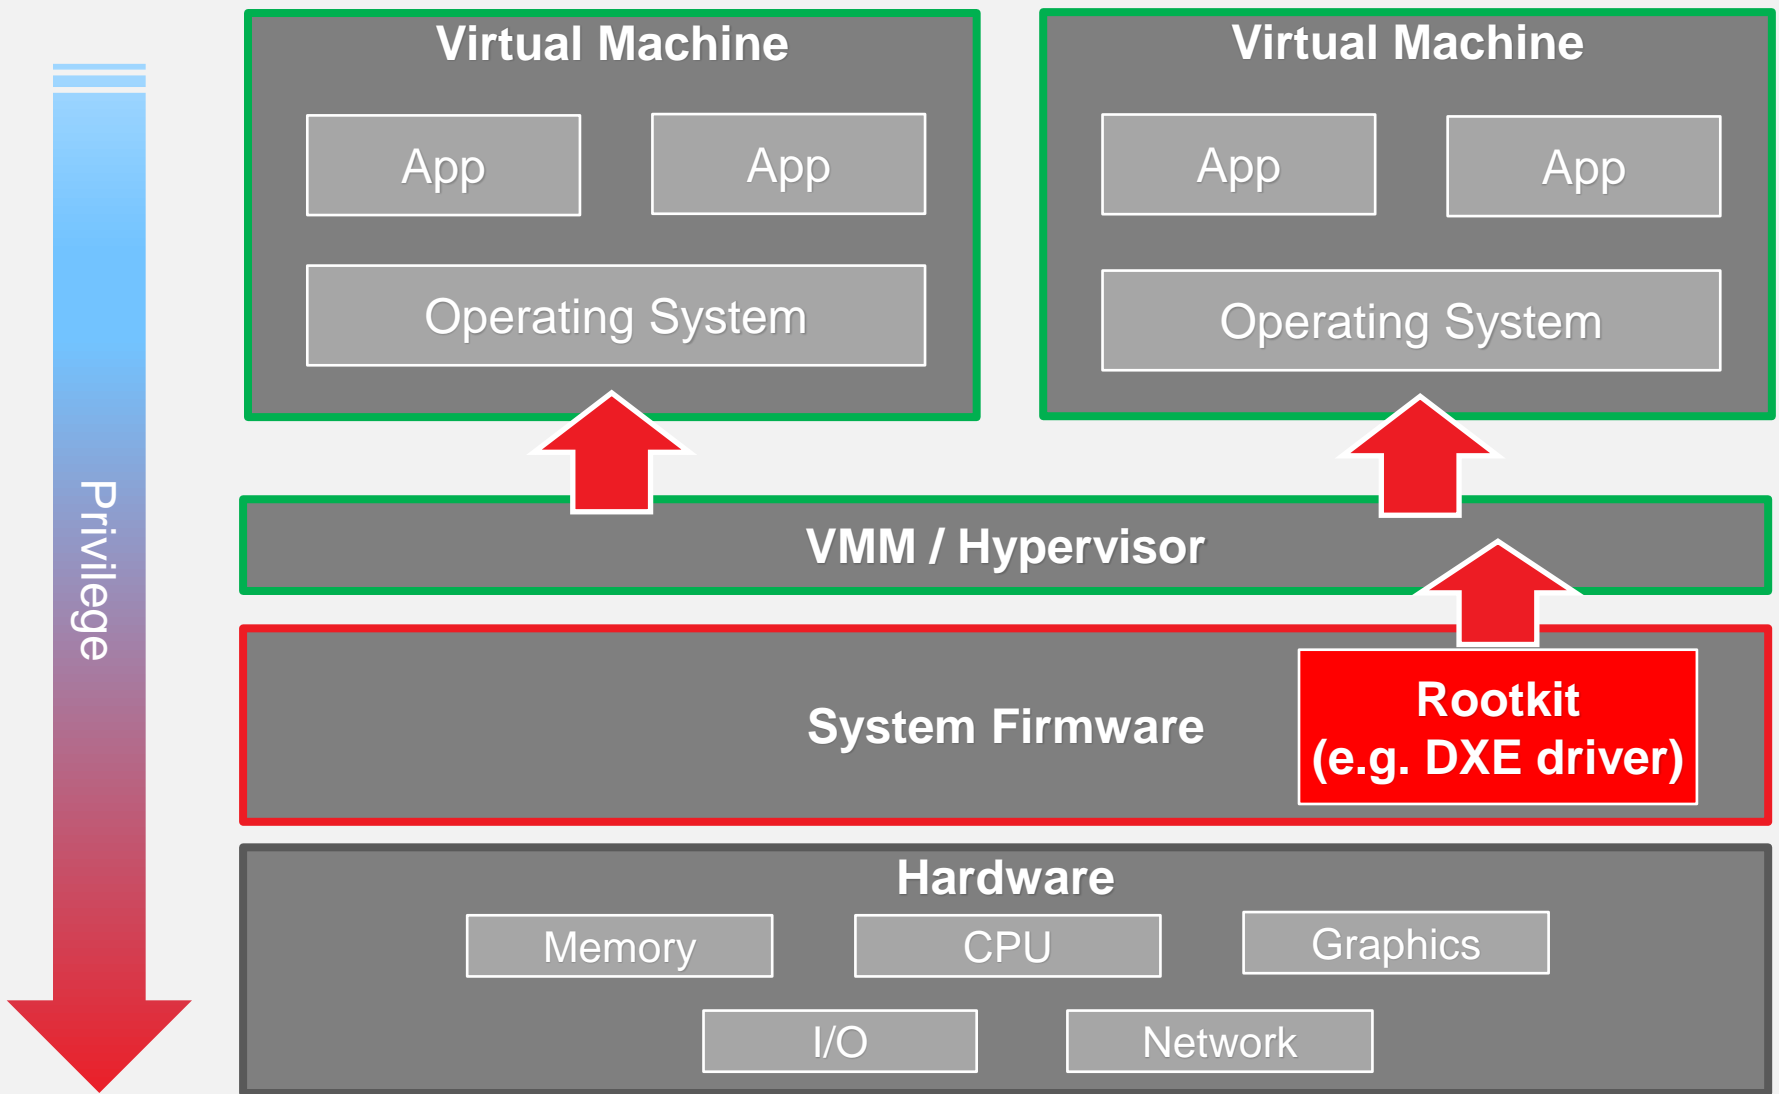 Virtual Machine
App
App
Operating System
Virtual Machine
App
App
Operating System
Privilege
VMM / Hypervisor
System Firmware
Rootkit
(e.g. DXE driver)
Hardware
Memory
CPU
Graphics
I/O
Network